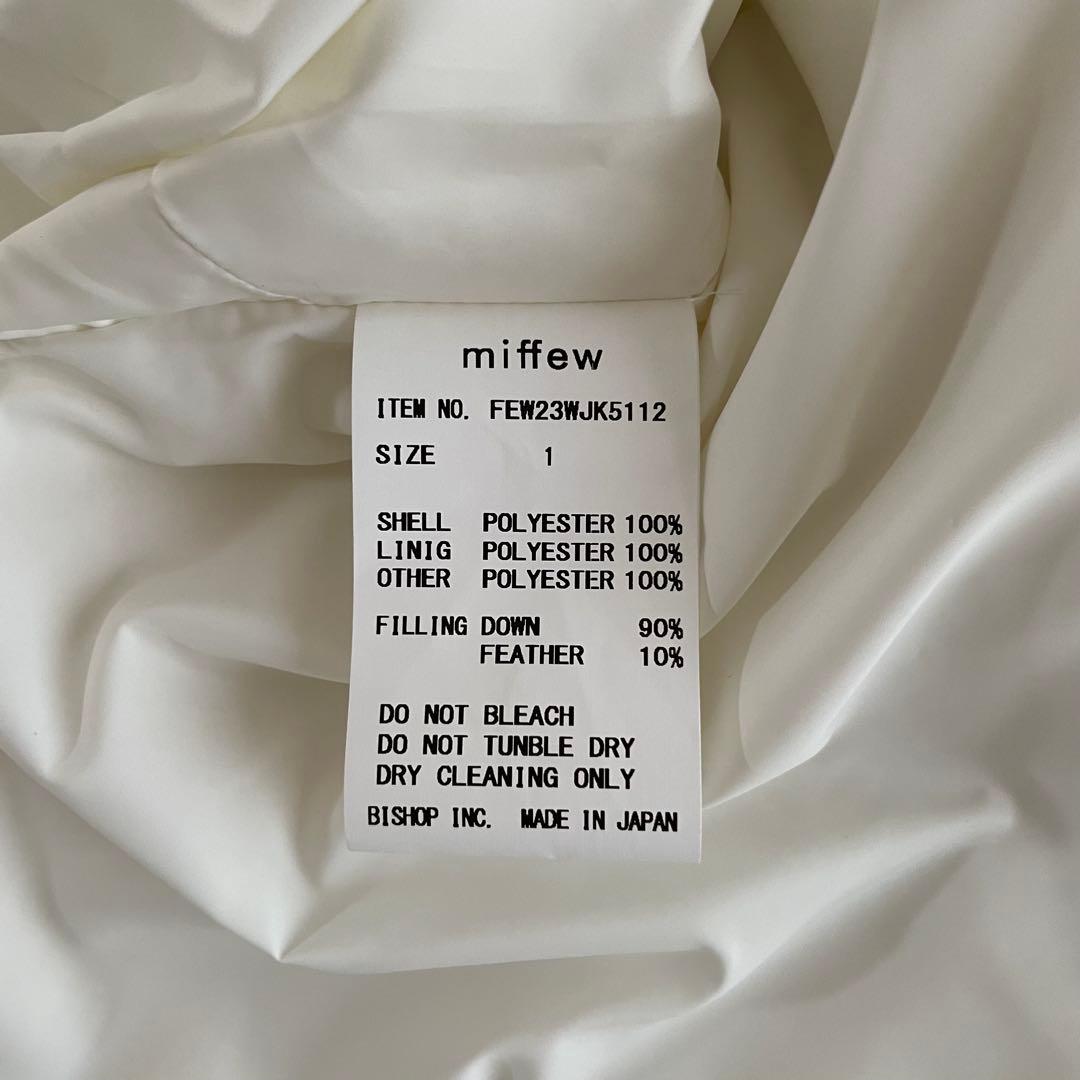 miffew
ITEM NO. FEW23WJK5112
SIZE 1
SHELL POLYESTER 100%
LINIG POLYESTER 100%
OTHER POLYESTER 100%
FILLING DOWN 90%
FEATHER 10%
DO NOT BLEACH
DO NOT TUNBLE DRY
DRY CLEANING ONLY
BISHOP INC. MADE IN JAPAN